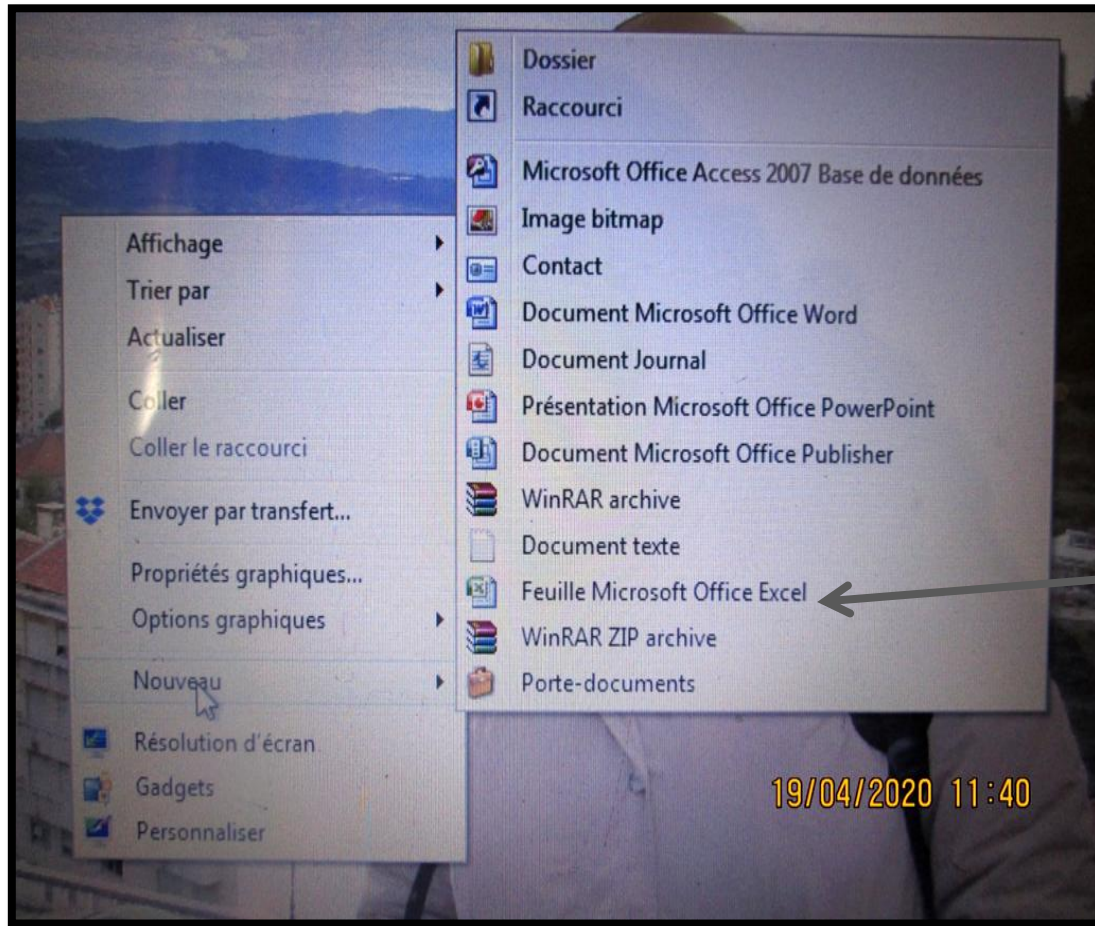 Affichage
Trier par
Actualiser
Coller
Coller le raccourci
Envoyer par transfert...
Propriétés graphiques...
Options graphiques
Nouveau
Résolution d'écran
Gadgets
Personnaliser
Dossier
Raccourci
Microsoft Office Access 2007 Base de données
Image bitmap
Contact
Document Microsoft Office Word
Document Journal
Présentation Microsoft Office PowerPoint
Document Microsoft Office Publisher
WinRAR archive
Document texte
Feuille Microsoft Office Excel
WinRAR ZIP archive
Porte-documents
19/04/2020 11:40